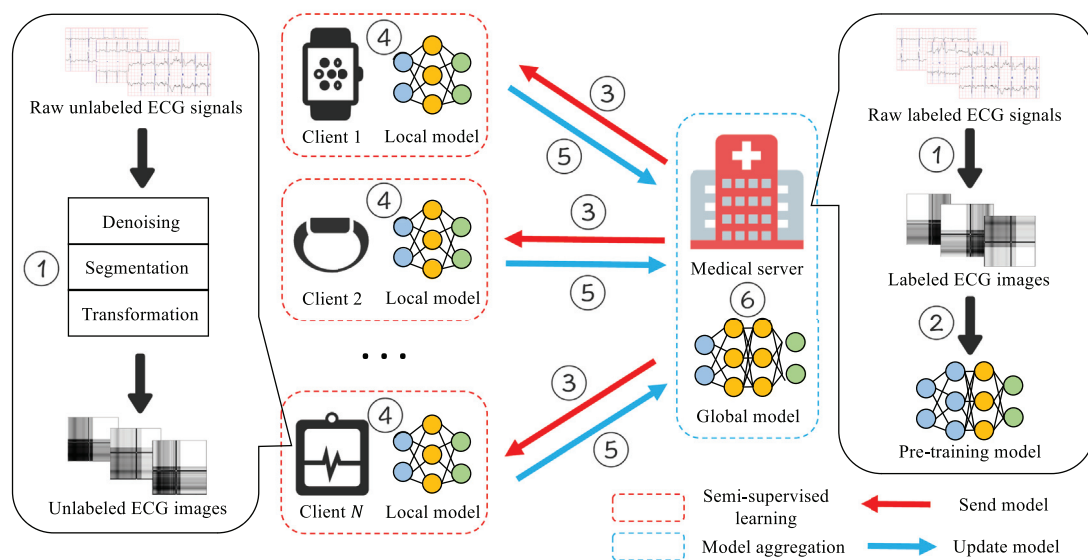 Raw unlabeled ECG signals
1
Denoising
Segmentation
Transformation
Unlabeled ECG images
4
Client 1
Local model
4
Client 2
Local model
. . .
4
Client N
Local model
3
5
3
5
3
5
Medical server
6
Global model
Raw labeled ECG signals
1
Labeled ECG images
2
Pre-training model
Semi-supervised
learning
Send model
Model aggregation
Update model